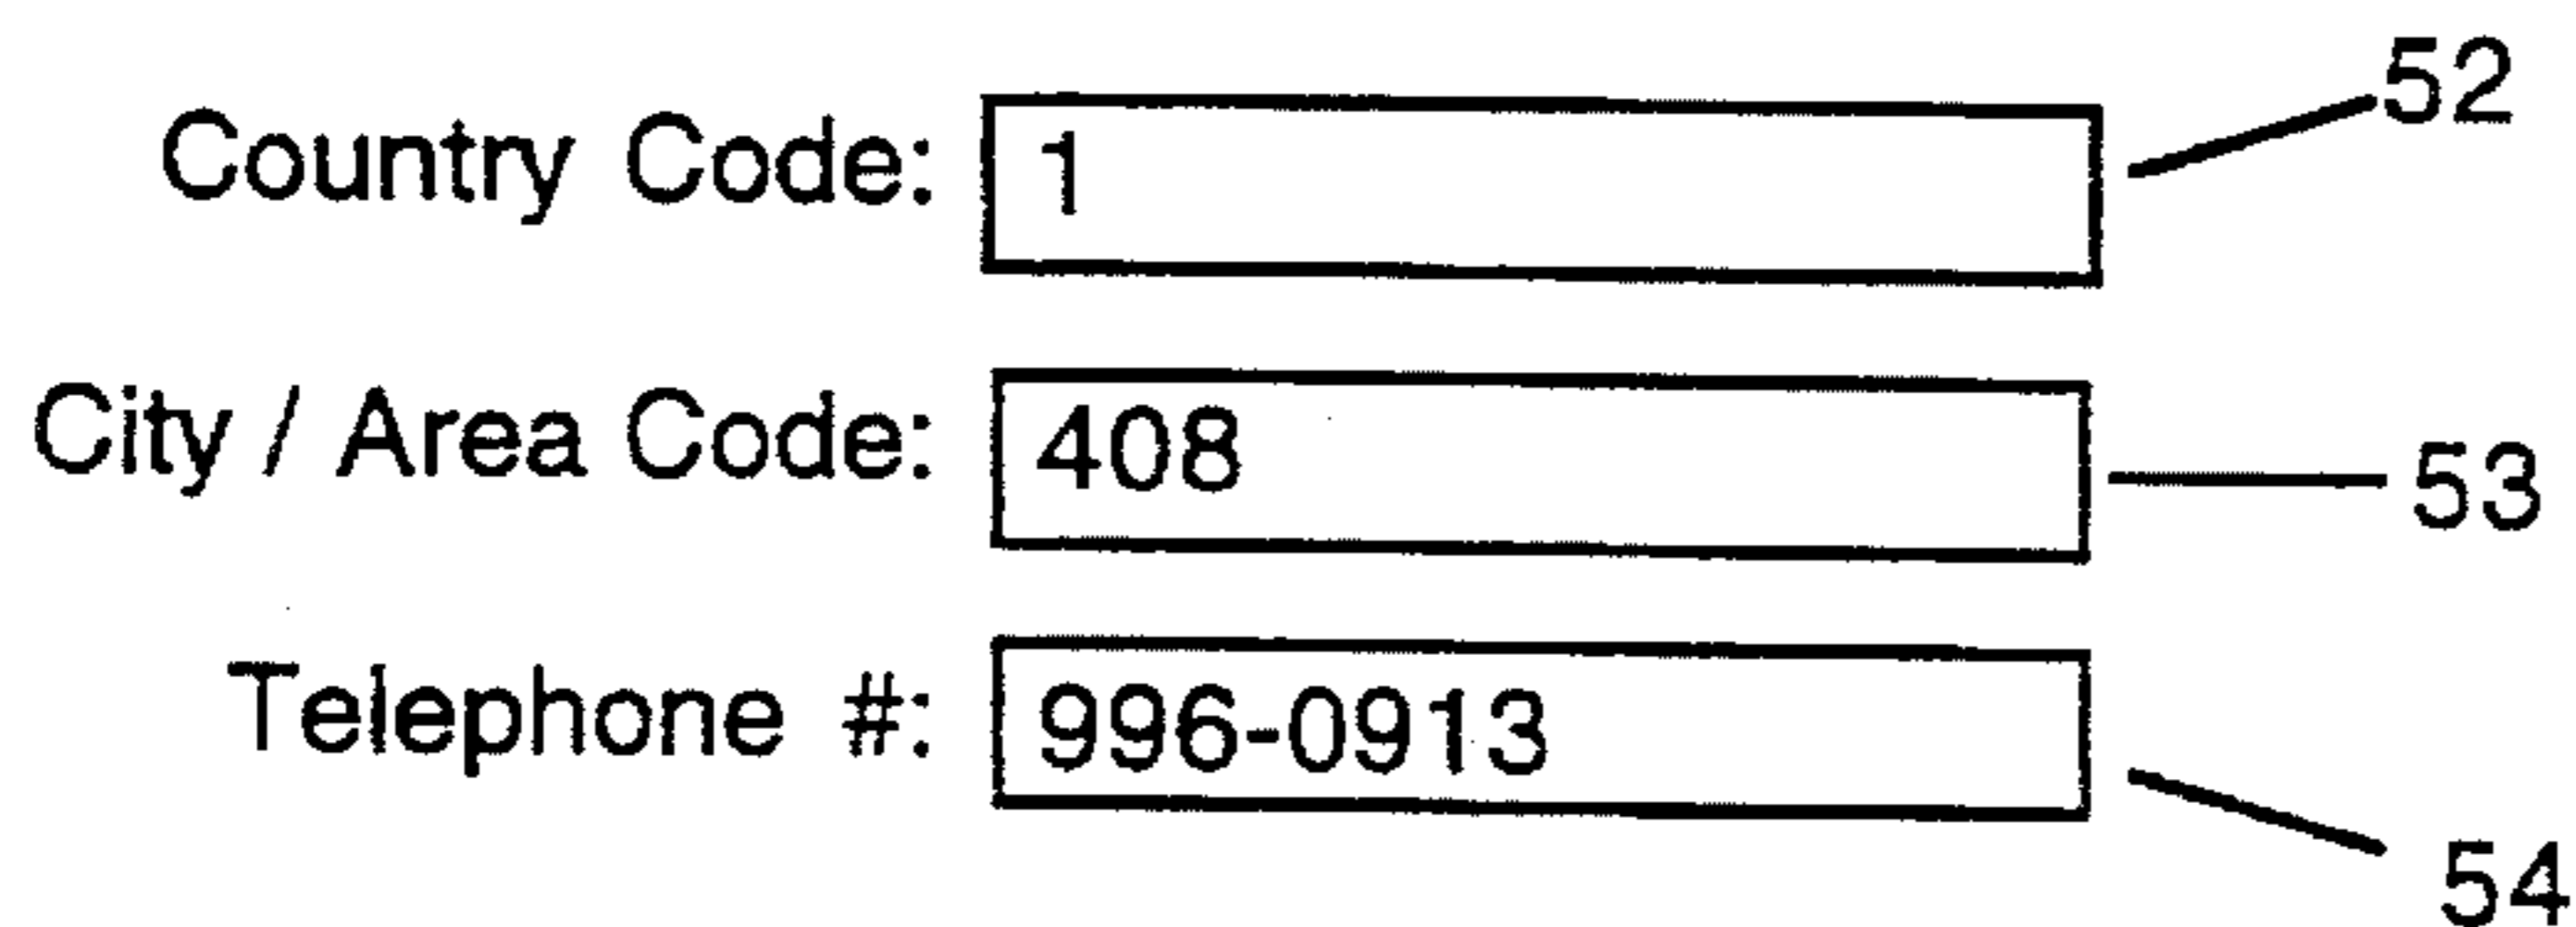 Country Code: 1 52
City / Area Code: 408 53
Telephone #: 996-0913 54